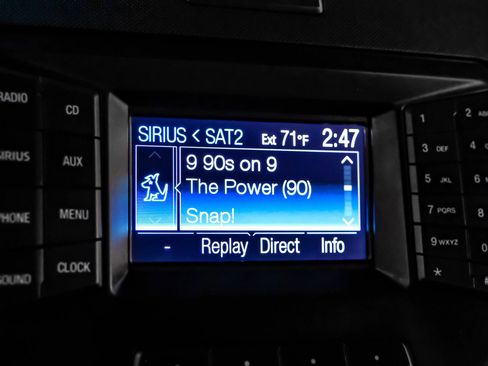 RADIO
CD
SIRIUS
AUX
PHONE
MENU
SOUND
CLOCK
SIRIUS < SAT2 Ext 71°F 2:47
9 90s on 9
The Power (90)
Snap!
- Replay Direct Info
1
2
3 DEF
4
5 JKL
6
7 PQRS
8
9 WXYZ
0
*